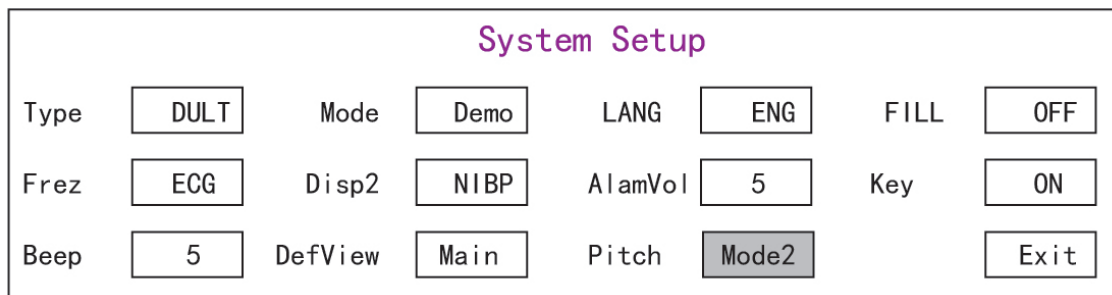 System Setup
Type DULT Mode Demo LANG ENG FILL OFF
Frez ECG Disp2 NIBP AlamVol 5 Key ON
Beep 5 DefView Main Pitch Mode2 Exit